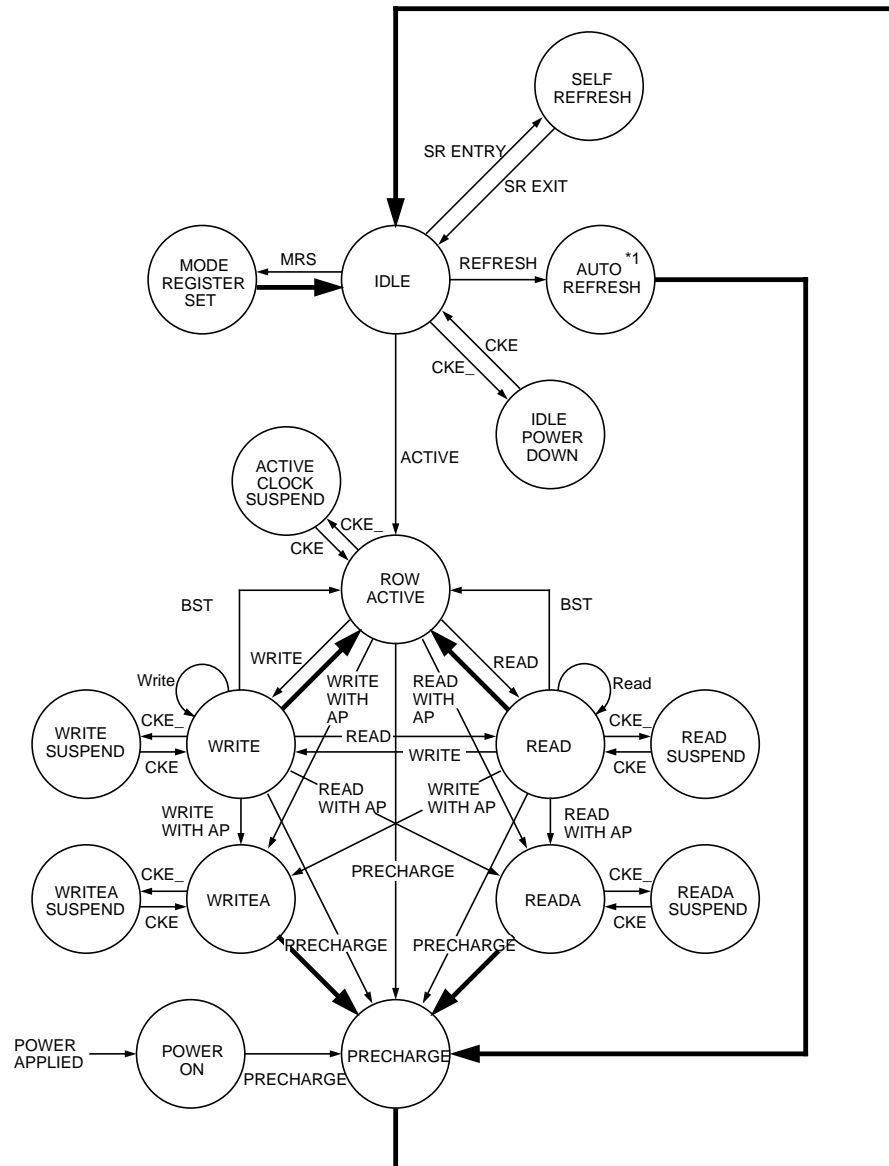 SELF
REFRESH
SR ENTRY
SR EXIT
MODE
REGISTER
SET
MRS
IDLE
REFRESH
AUTO *1
REFRESH
CKE
CKE_
IDLE
POWER
DOWN
ACTIVE
ACTIVE
CLOCK
SUSPEND
CKE_
CKE
ROW
ACTIVE
BST
BST
WRITE
READ
WRITE
WITH
AP
READ
WITH
AP
Write
Read
WRITE
SUSPEND
CKE_
CKE
WRITE
READ
WRITE
READ
CKE_
CKE
READ
SUSPEND
WRITE
WITH AP
READ
WITH AP
WRITE
WITH AP
READ
WITH AP
WRITEA
SUSPEND
CKE_
CKE
WRITEA
PRECHARGE
READA
CKE_
CKE
READA
SUSPEND
PRECHARGE
PRECHARGE
POWER
APPLIED
POWER
ON
PRECHARGE
PRECHARGE